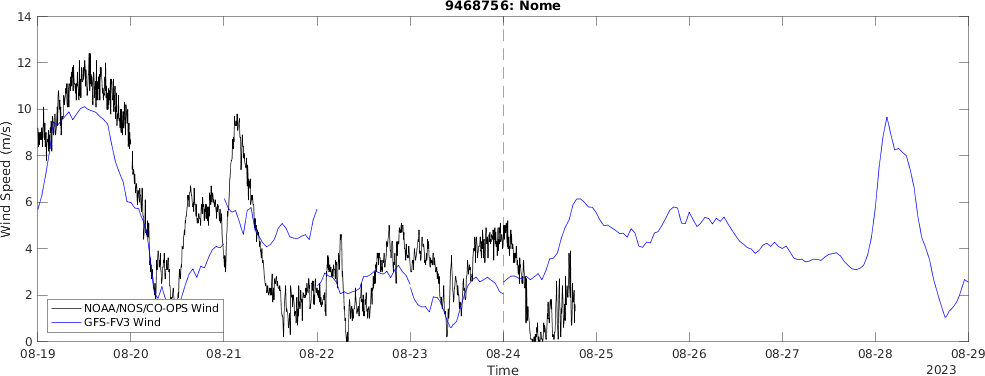 9468756: Nome
14
12
10
8
6
4
2
0
Wind Speed (m/s)
NOAA/NOS/CO-OPS Wind
GFS-FV3 Wind
08-19 08-20 08-21 08-22 08-23 08-24 08-25 08-26 08-27 08-28 08-29
Time
2023